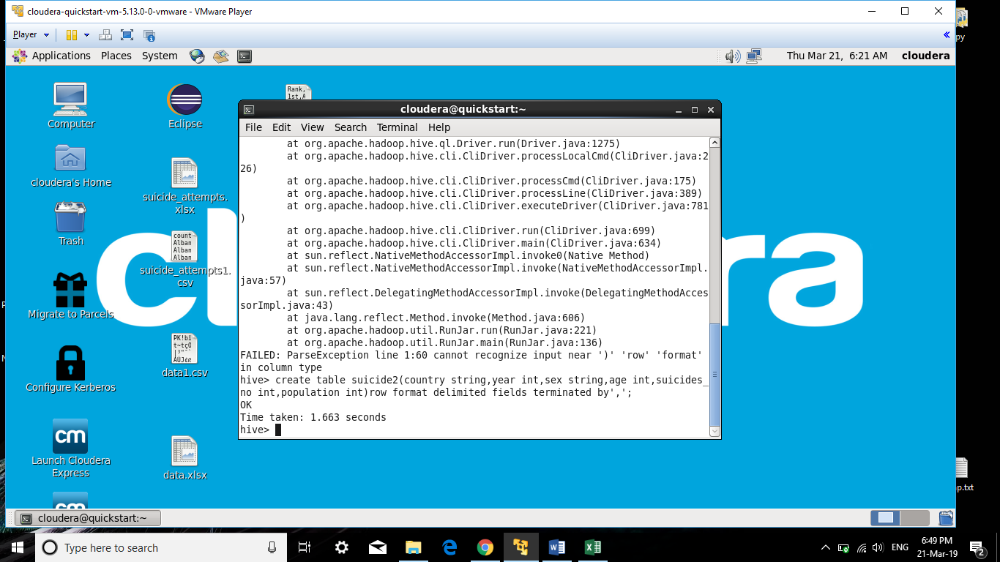 cloudera-quickstart-vm-5.13.0-0-vmware - VMware Player
Player
Applications Places System Thu Mar 21, 6:21 AM cloudera
Computer
Eclipse
Rank,
1st,A
cloudera's Home
suicide_attempts.
xlsx
Trash
count
Alban
Alban
Alban
suicide_attempts1.
csv
Migrate to Parcels
data1.csv
Configure Kerberos
cm
Launch Cloudera
Express
data.xlsx
cloudera@quickstart:~
File Edit View Search Terminal Help
at org.apache.hadoop.hive.ql.Driver.run(Driver.java:1275)
at org.apache.hadoop.hive.cli.CliDriver.processLocalCmd(CliDriver.java:2
26)
at org.apache.hadoop.hive.cli.CliDriver.processCmd(CliDriver.java:175)
at org.apache.hadoop.hive.cli.CliDriver.processLine(CliDriver.java:389)
at org.apache.hadoop.hive.cli.CliDriver.executeDriver(CliDriver.java:781
)
at org.apache.hadoop.hive.cli.CliDriver.run(CliDriver.java:699)
at org.apache.hadoop.hive.cli.CliDriver.main(CliDriver.java:634)
at sun.reflect.NativeMethodAccessorImpl.invoke0(Native Method)
at sun.reflect.NativeMethodAccessorImpl.invoke(NativeMethodAccessorImpl.
java:57)
at sun.reflect.DelegatingMethodAccessorImpl.invoke(DelegatingMethodAcces
sorImpl.java:43)
at java.lang.reflect.Method.invoke(Method.java:606)
at org.apache.hadoop.util.RunJar.run(RunJar.java:221)
at org.apache.hadoop.util.RunJar.main(RunJar.java:136)
FAILED: ParseException line 1:60 cannot recognize input near ')' 'row' 'format'
in column type
hive> create table suicide2(country string,year int,sex string,age int,suicides_
no int,population int)row format delimited fields terminated by',';
OK
Time taken: 1.663 seconds
hive>
py
p.txt
cloudera@quickstart:~
Type here to search
ENG
6:49 PM
21-Mar-19
2